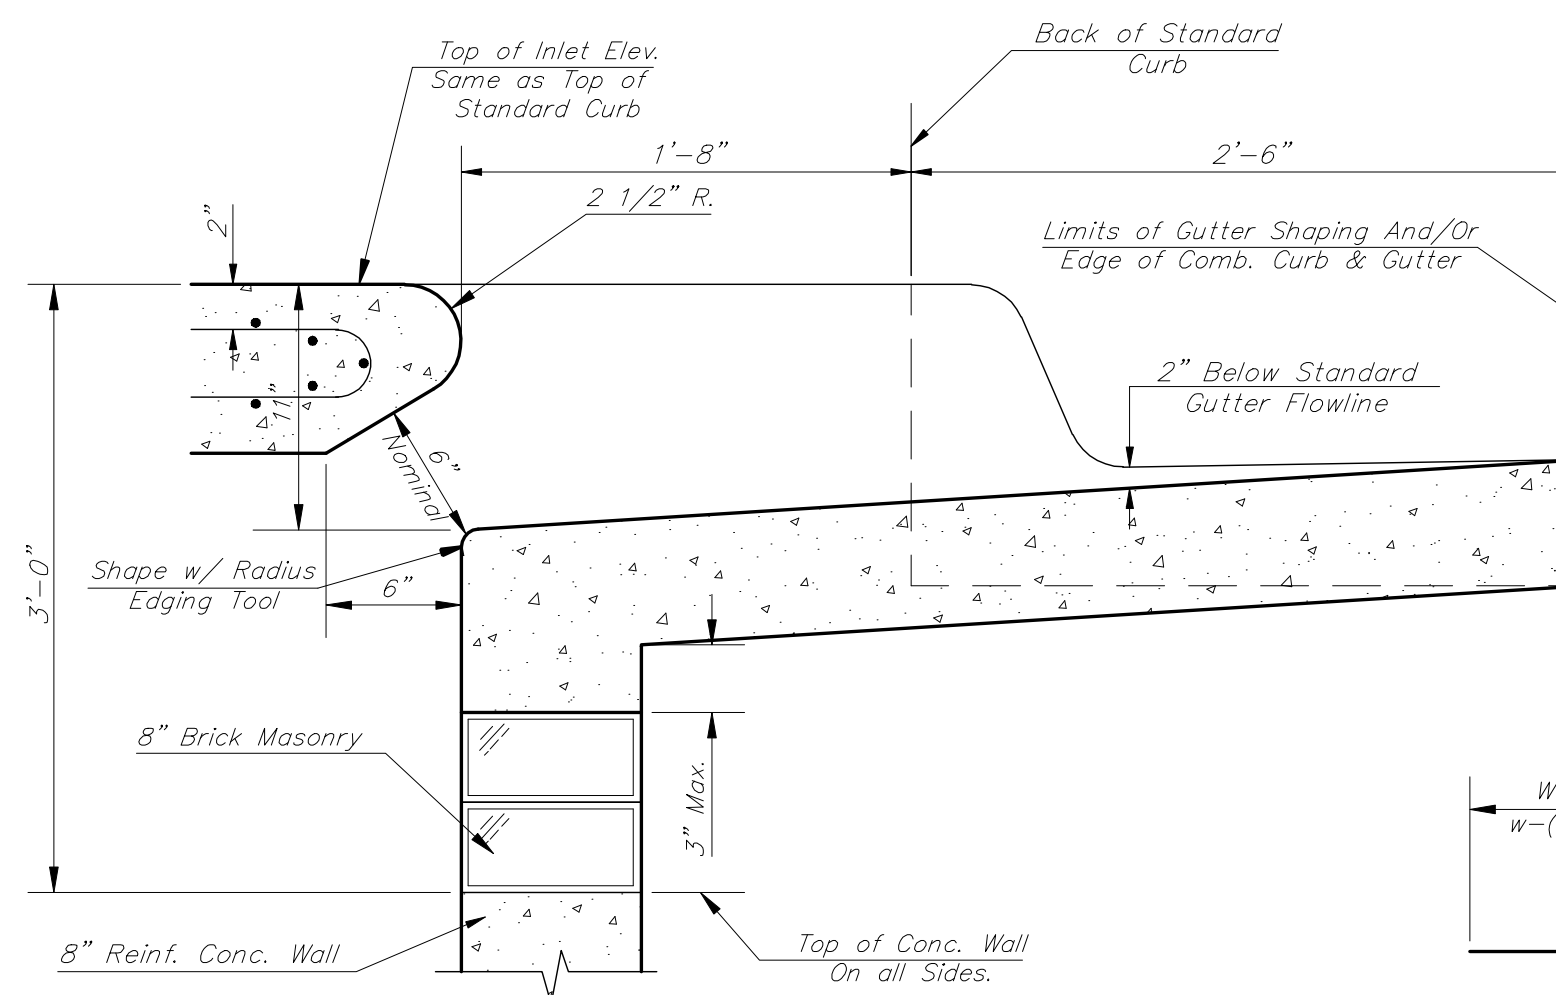 Back of Standard
Curb
Top of Inlet Elev.
Same as Top of
Standard Curb
1'-8"
2'-6"
2 1/2" R.
2"
Limits of Gutter Shaping And/Or
Edge of Comb. Curb & Gutter
2" Below Standard
Gutter Flowline
11"
6"
Nominal
3'-0"
Shape w/ Radius
Edging Tool
6"
8" Brick Masonry
3" Max.
W
w-(
8" Reinf. Conc. Wall
Top of Conc. Wall
On all Sides.